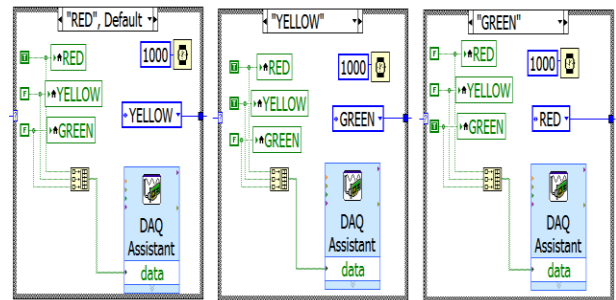 "RED", Default
T
RED
1000
F
YELLOW
YELLOW
F
GREEN
DAQ
Assistant
data
"YELLOW"
T
RED
1000
T
YELLOW
GREEN
F
GREEN
DAQ
Assistant
data
"GREEN"
F
RED
1000
F
YELLOW
RED
T
GREEN
DAQ
Assistant
data